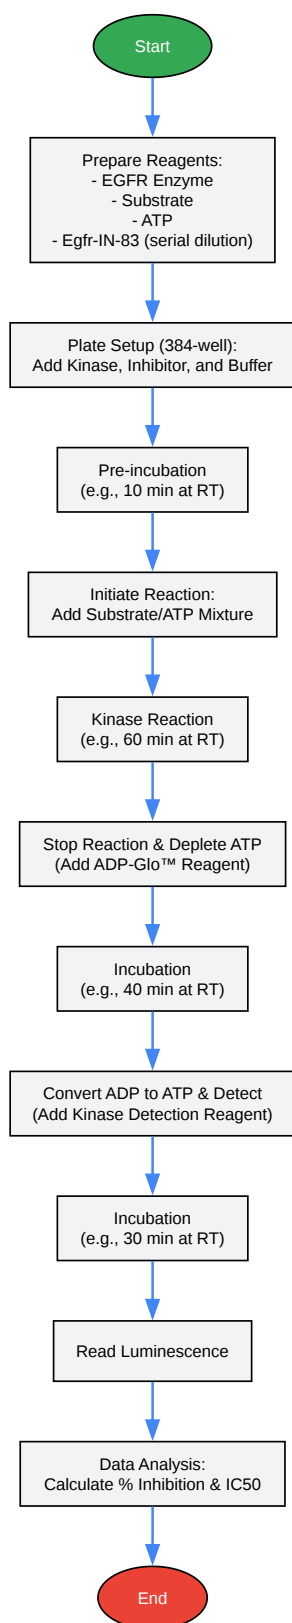 Start
Prepare Reagents:
- EGFR Enzyme
- Substrate
- ATP
- Egfr-IN-83 (serial dilution)
Plate Setup (384-well):
Add Kinase, Inhibitor, and Buffer
Pre-incubation
(e.g., 10 min at RT)
Initiate Reaction:
Add Substrate/ATP Mixture
Kinase Reaction
(e.g., 60 min at RT)
Stop Reaction & Deplete ATP
(Add ADP-Glo™ Reagent)
Incubation
(e.g., 40 min at RT)
Convert ADP to ATP & Detect
(Add Kinase Detection Reagent)
Incubation
(e.g., 30 min at RT)
Read Luminescence
Data Analysis:
Calculate % Inhibition & IC50
End